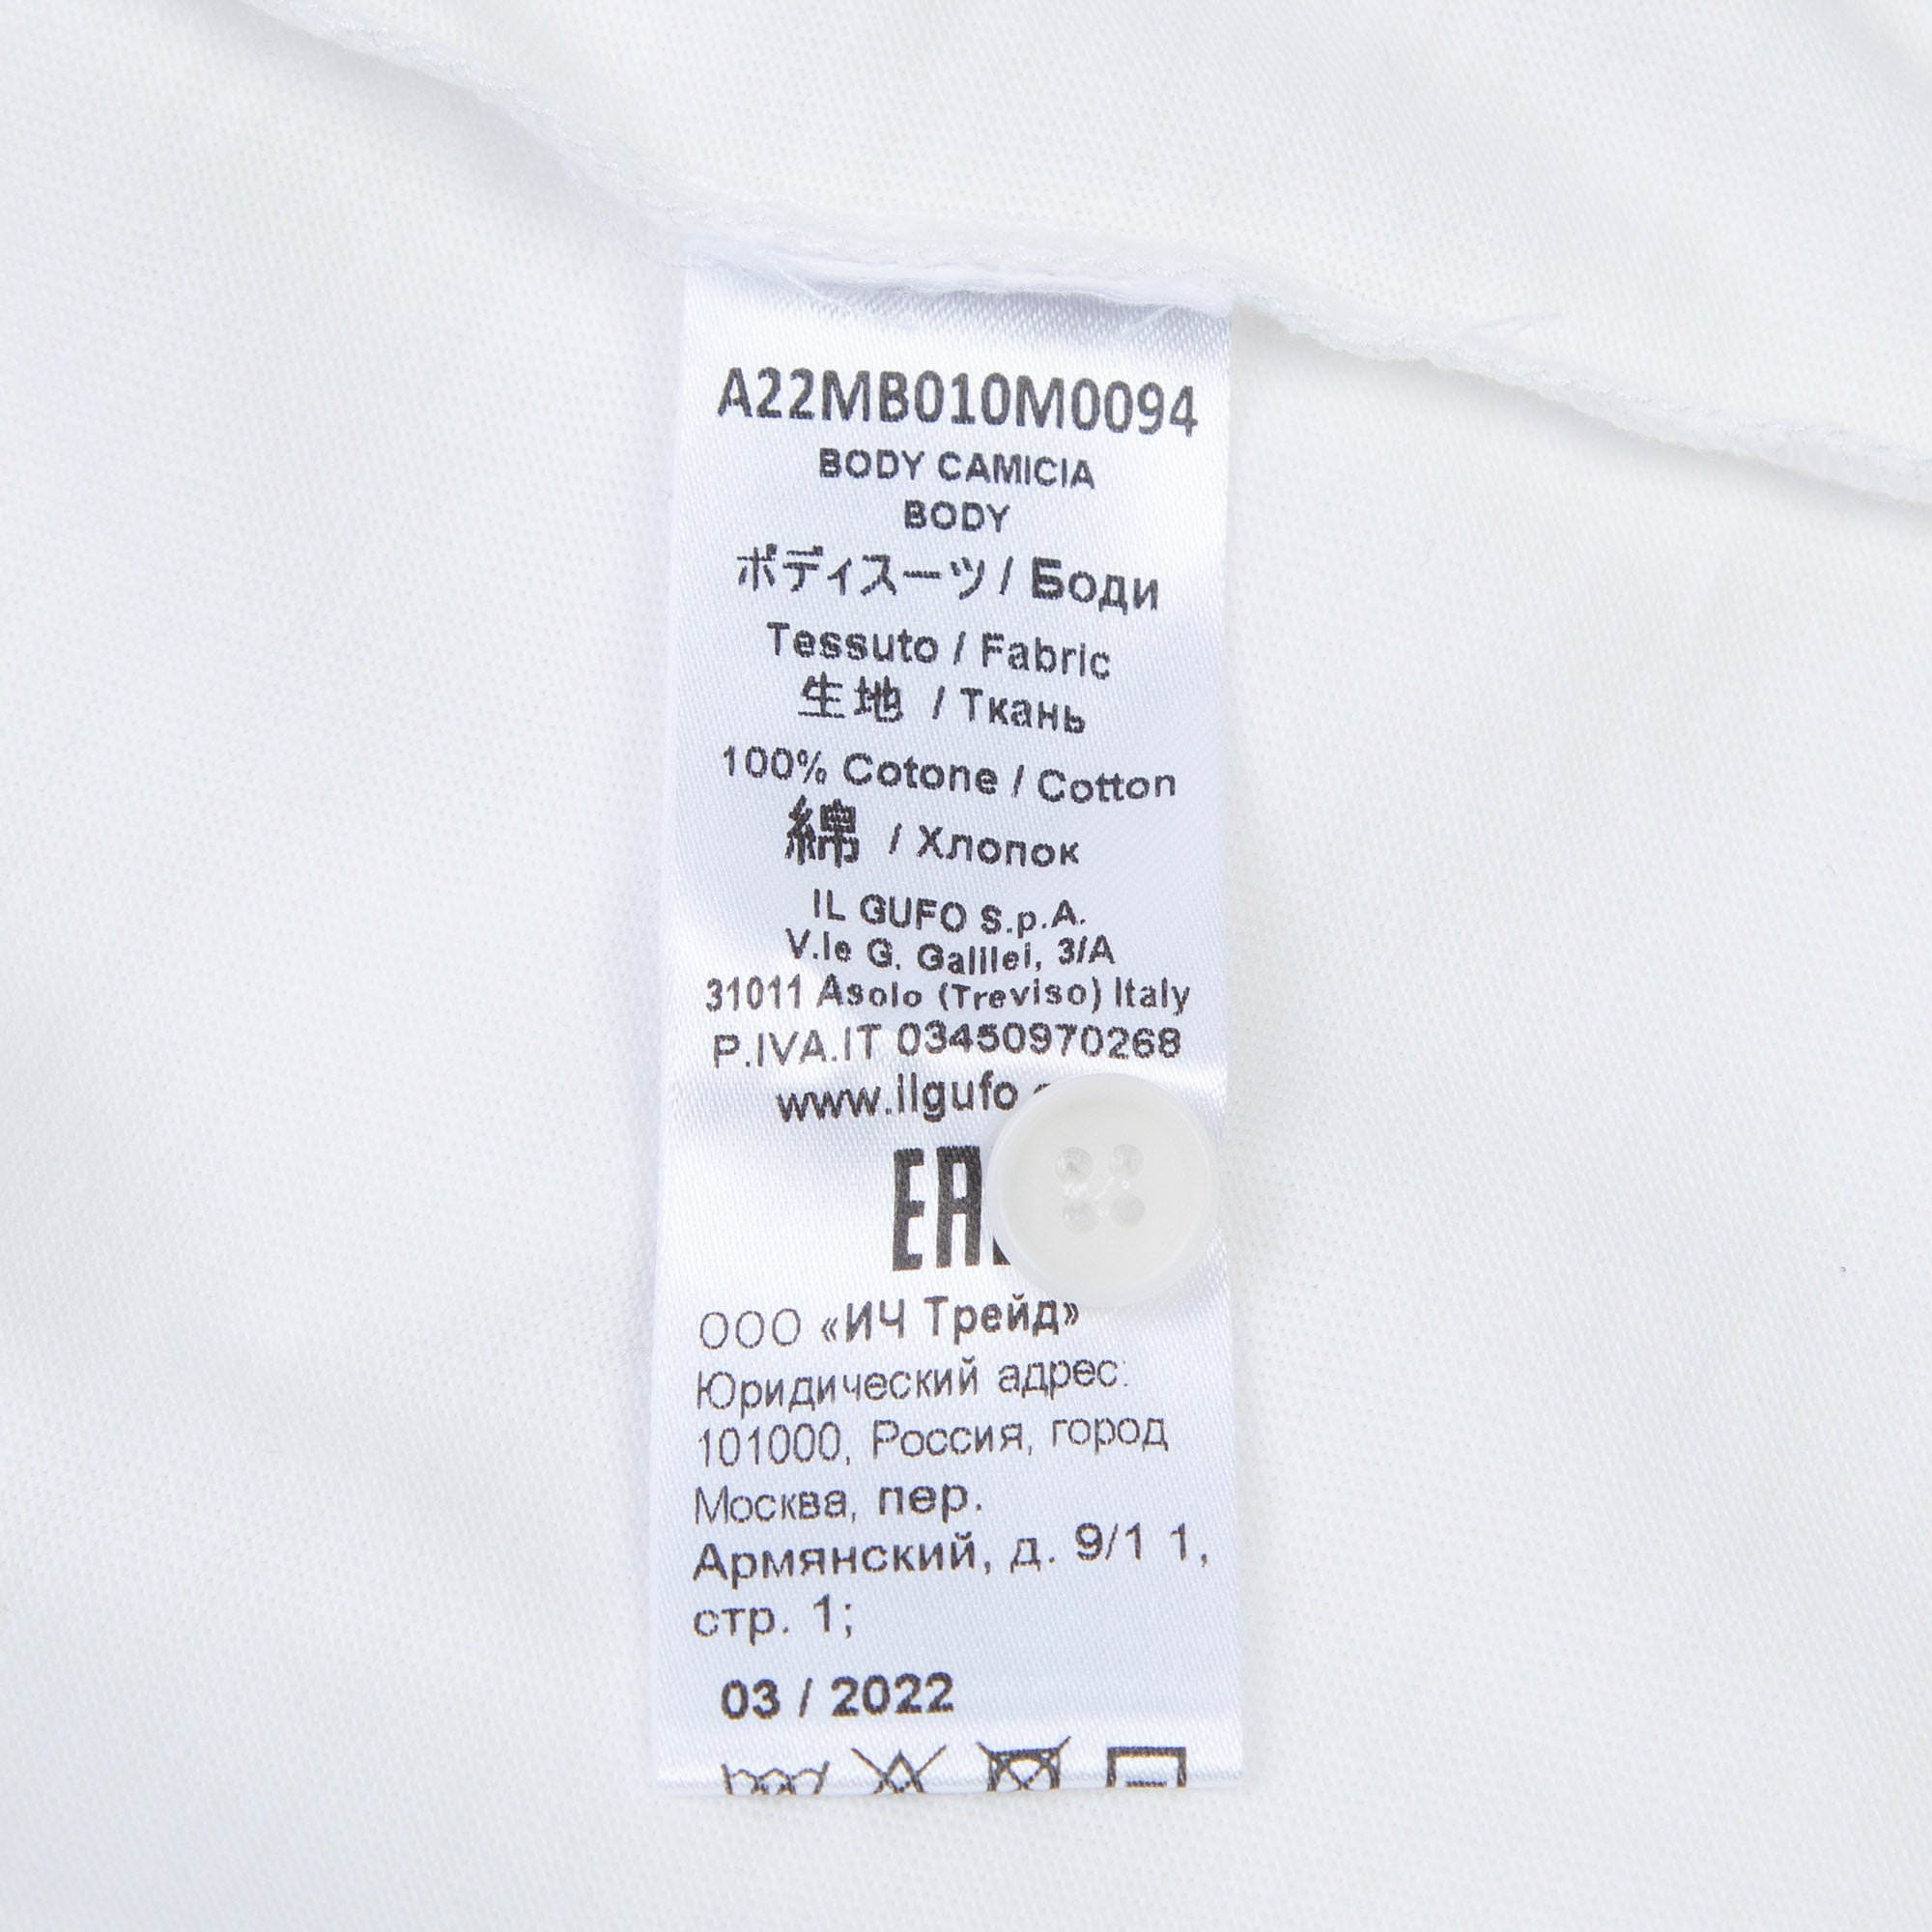 A22MB010M0094
BODY CAMICIA
BODY
ボディスーツ / Боди
Tessuto / Fabric
生地 / Ткань
100% Cotone / Cotton
綿 / Хлопок
IL GUFO S.p.A.
V.le G. Galilei, 3/A
31011 Asolo (Treviso) Italy
P.IVA.IT 03450970268
www.ilgufo
ООО «ИЧ Трейд»
Юридический адрес:
101000, Россия, город
Москва, пер.
Армянский, д. 9/1 1,
стр. 1;
03 / 2022